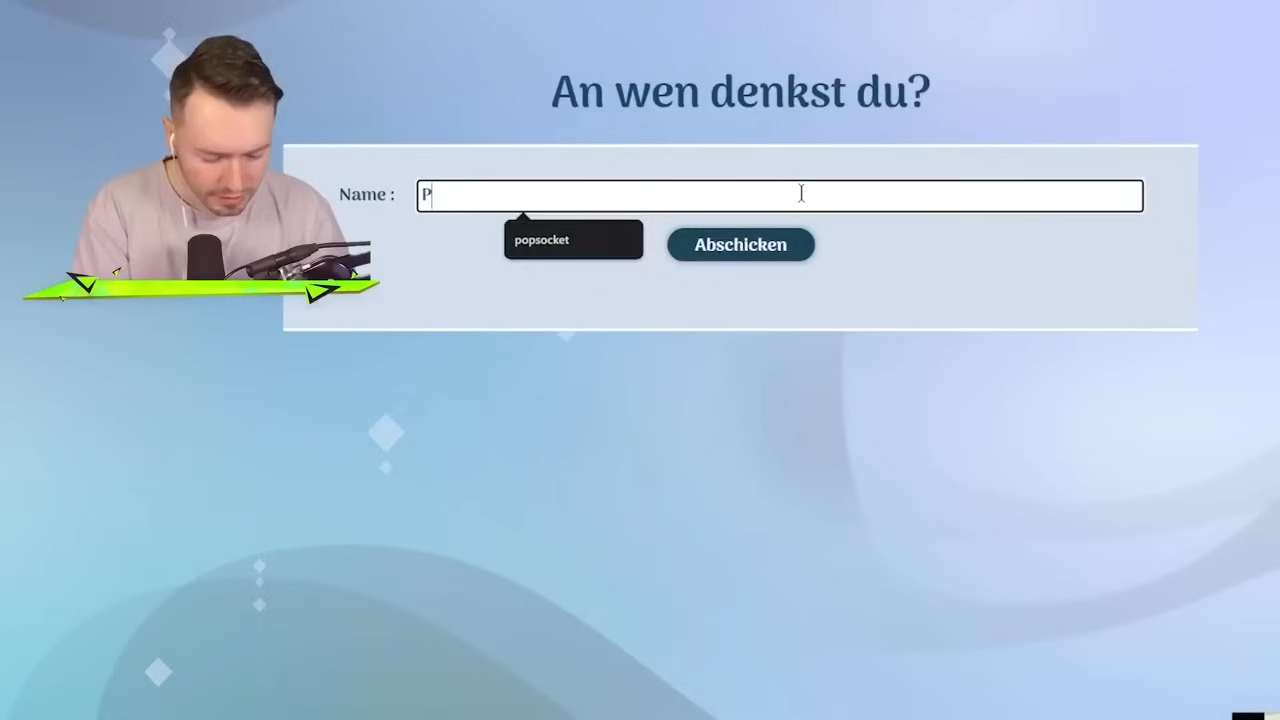 An wen denkst du?
Name :
P
popsocket
Abschicken